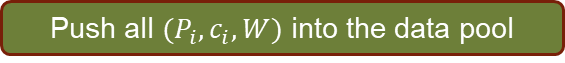 Push all (Pᵢ, cᵢ, W) into the data pool